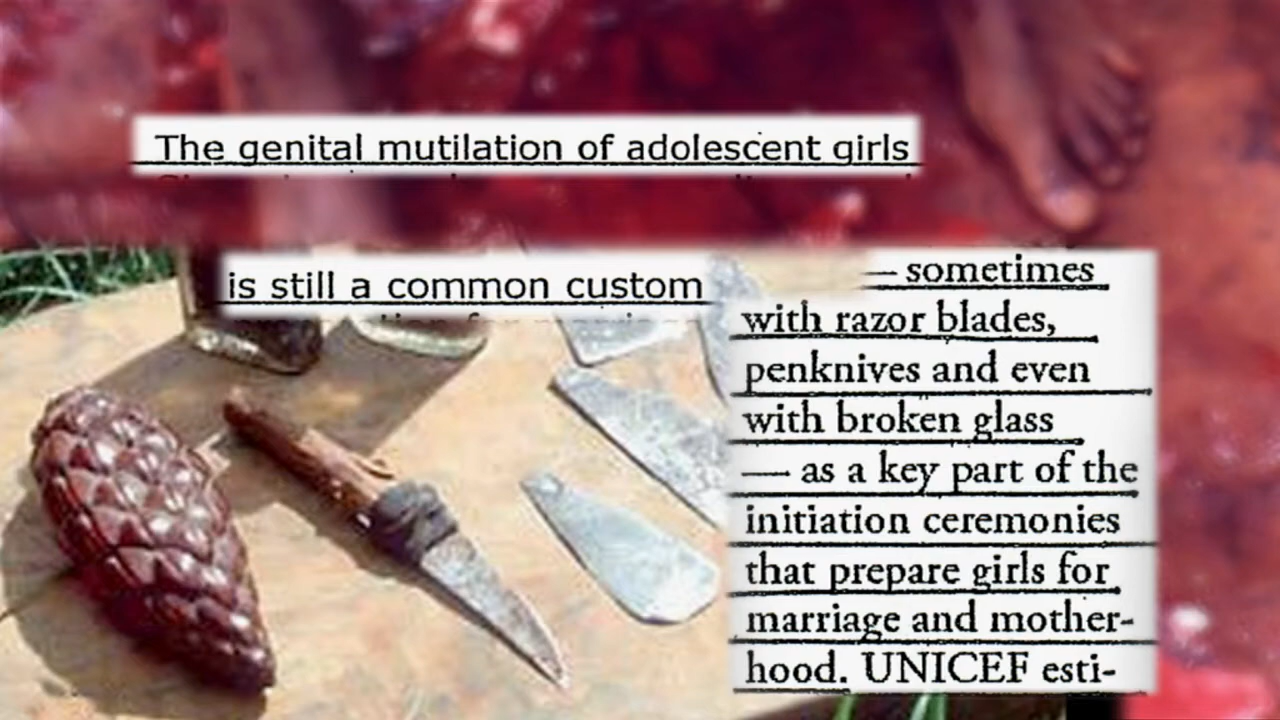 The genital mutilation of adolescent girls
is still a common custom
— sometimes
with razor blades,
penknives and even
with broken glass
— as a key part of the
initiation ceremonies
that prepare girls for
marriage and mother-
hood. UNICEF esti-